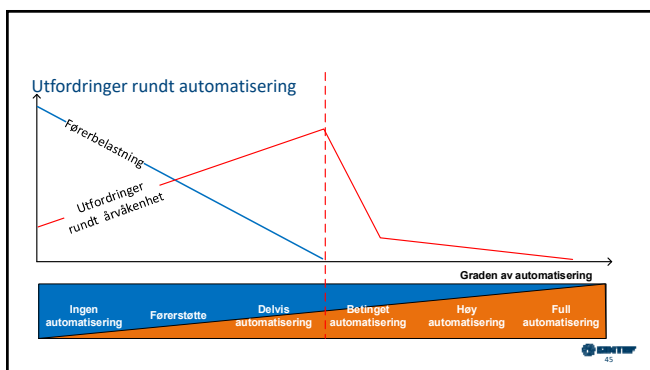 Utfordringer rundt automatisering
Førerbelastning
Utfordringer
rundt årvåkenhet
Graden av automatisering
Ingen
automatisering
Førerstøtte
Delvis
automatisering
Betinget
automatisering
Høy
automatisering
Full
automatisering
SINTEF
45